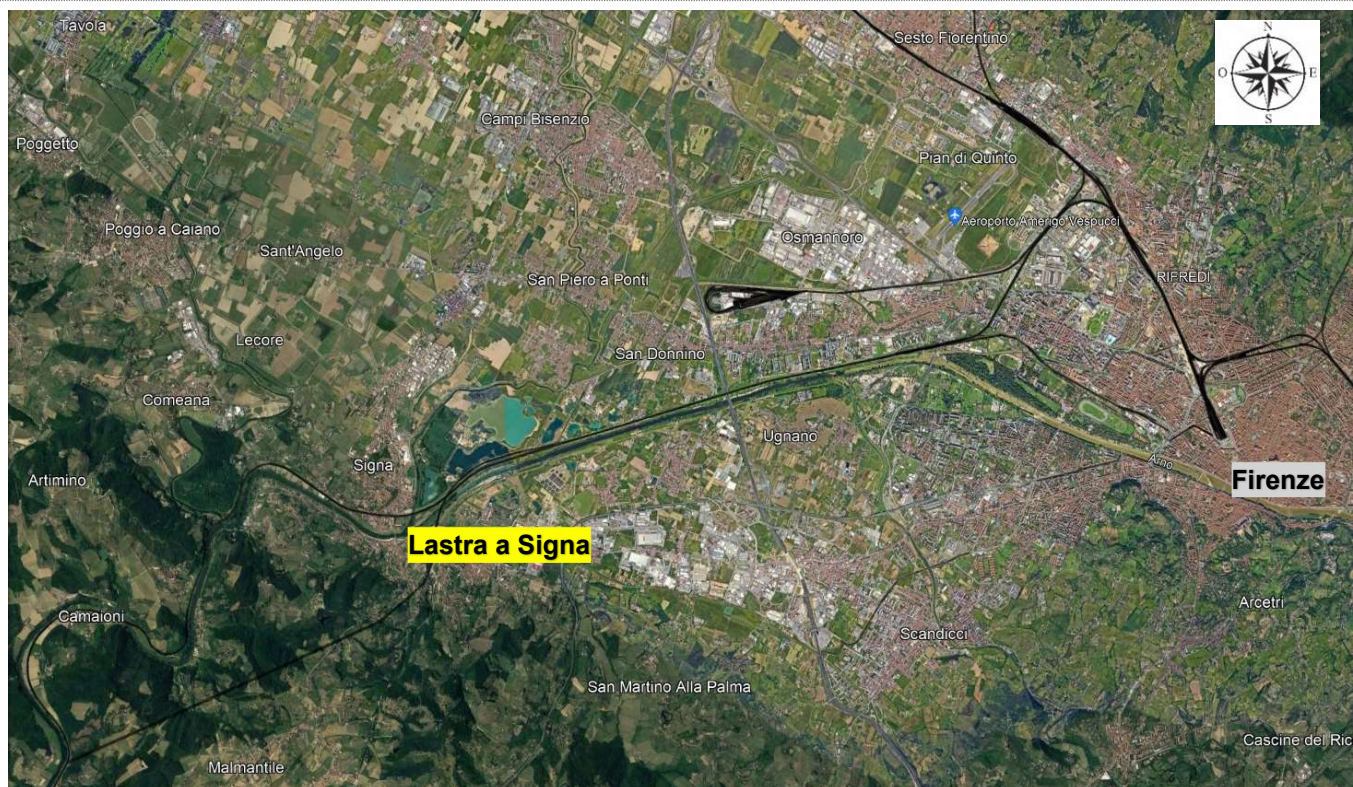 Tavola
Sesto Fiorentino
N
O
E
S
Campi Bisenzio
Poggetto
Pian di Quinto
Aeroporto Amerigo Vespucci
Poggio a Caiano
Osmannoro
Sant'Angelo
San Piero a Ponti
RIFREDI
Lecore
San Donnino
Comeana
Ugnano
Signa
Arno
Artimino
Firenze
Lastra a Signa
Arcetri
Camaioni
Scandicci
San Martino Alla Palma
Cascine del Ric
Malmantile